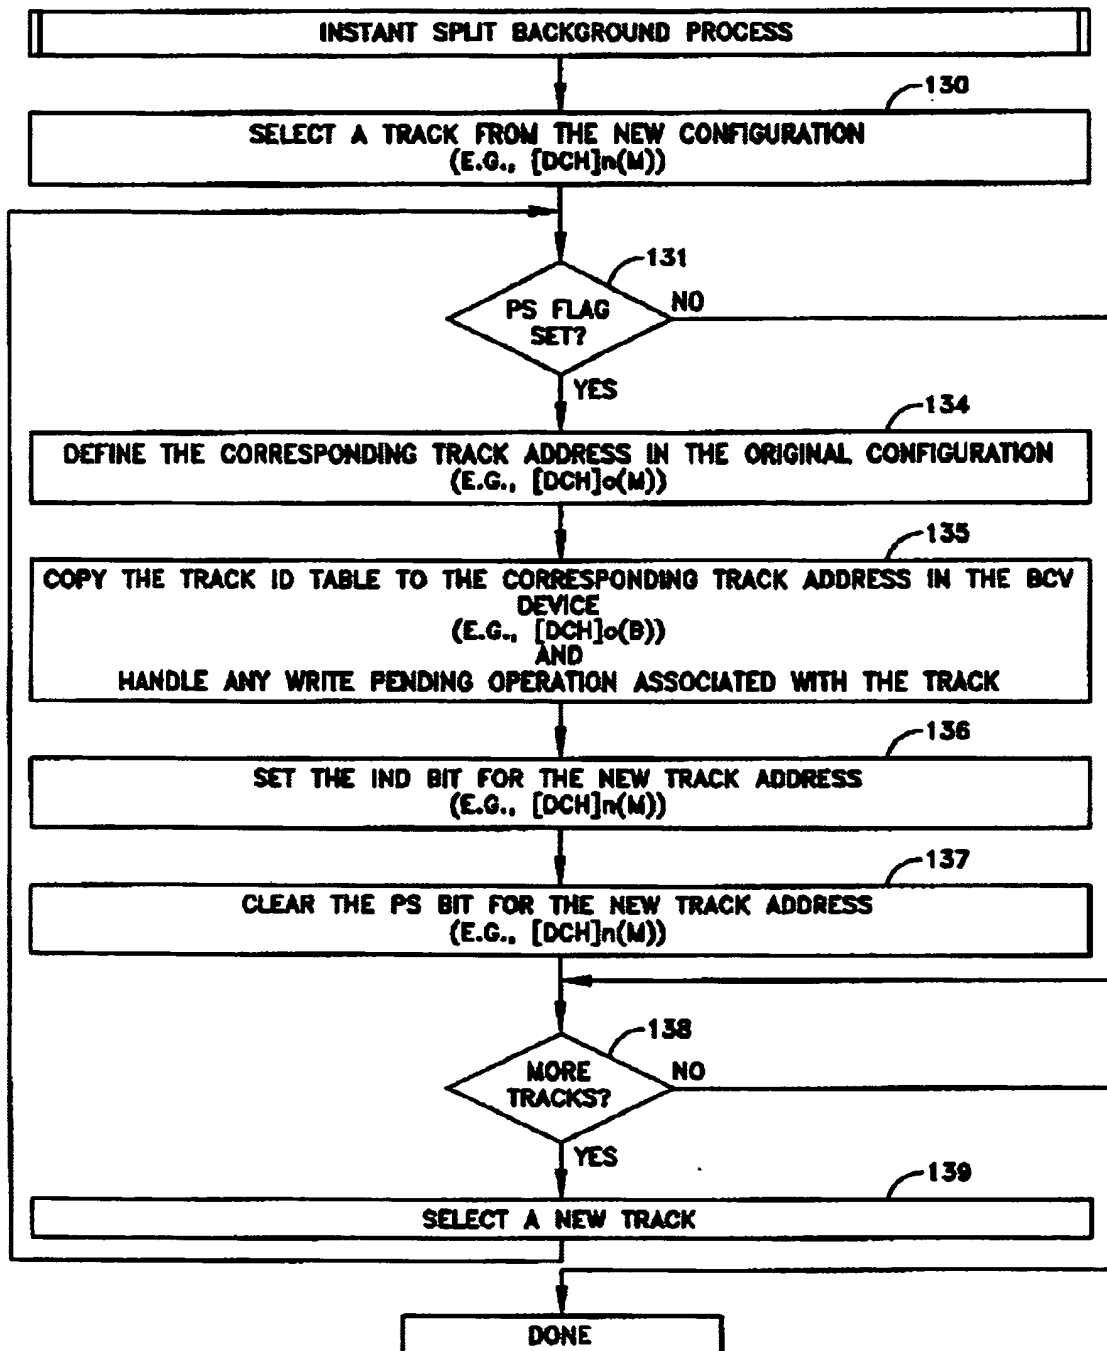 INSTANT SPLIT BACKGROUND PROCESS
130
SELECT A TRACK FROM THE NEW CONFIGURATION
(E.G., [DCH]n(M))
131
PS FLAG
SET?
NO
YES
134
DEFINE THE CORRESPONDING TRACK ADDRESS IN THE ORIGINAL CONFIGURATION
(E.G., [DCH]o(M))
135
COPY THE TRACK ID TABLE TO THE CORRESPONDING TRACK ADDRESS IN THE BCV
DEVICE
(E.G., [DCH]o(B))
AND
HANDLE ANY WRITE PENDING OPERATION ASSOCIATED WITH THE TRACK
136
SET THE IND BIT FOR THE NEW TRACK ADDRESS
(E.G., [DCH]n(M))
137
CLEAR THE PS BIT FOR THE NEW TRACK ADDRESS
(E.G., [DCH]n(M))
138
MORE
TRACKS?
NO
YES
139
SELECT A NEW TRACK
DONE